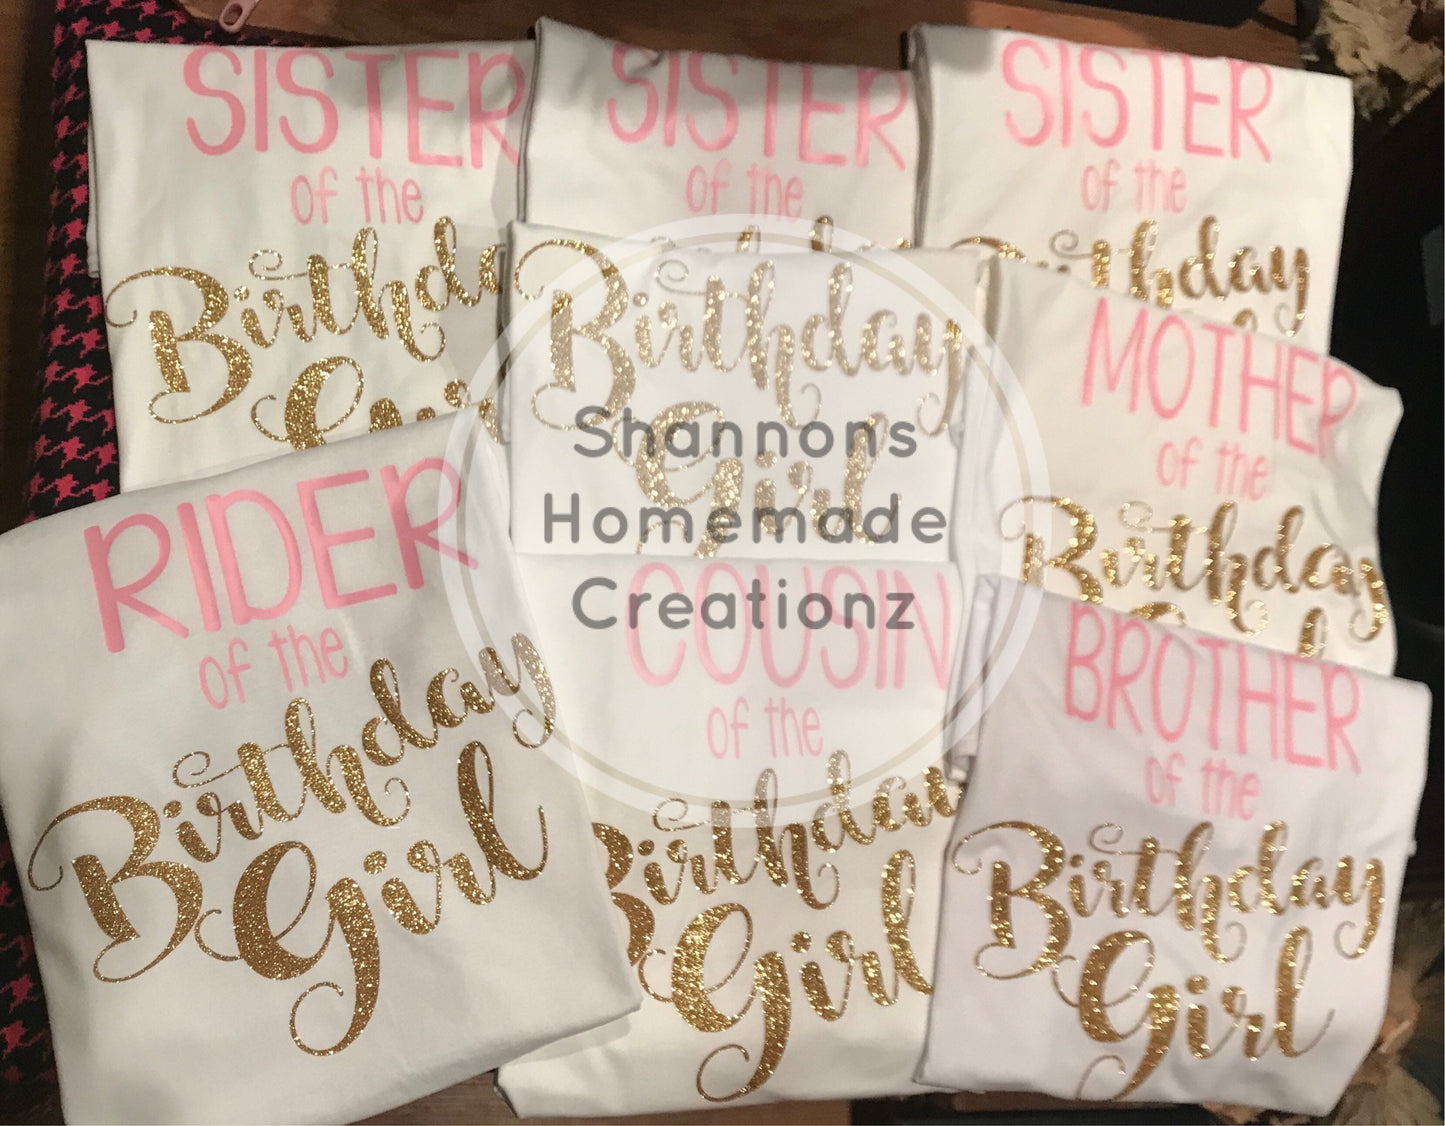 SISTER
of the
Birthday
Girl
SISTER
of the
SISTER
of the
Birthday
Birthday
Girl
MOTHER
of the
Birthday
RIDER
of the
Birthday
Girl
COUSIN
of the
Birthday
Girl
BROTHER
of the
Birthday
Girl
Shannons
Homemade
Creationz